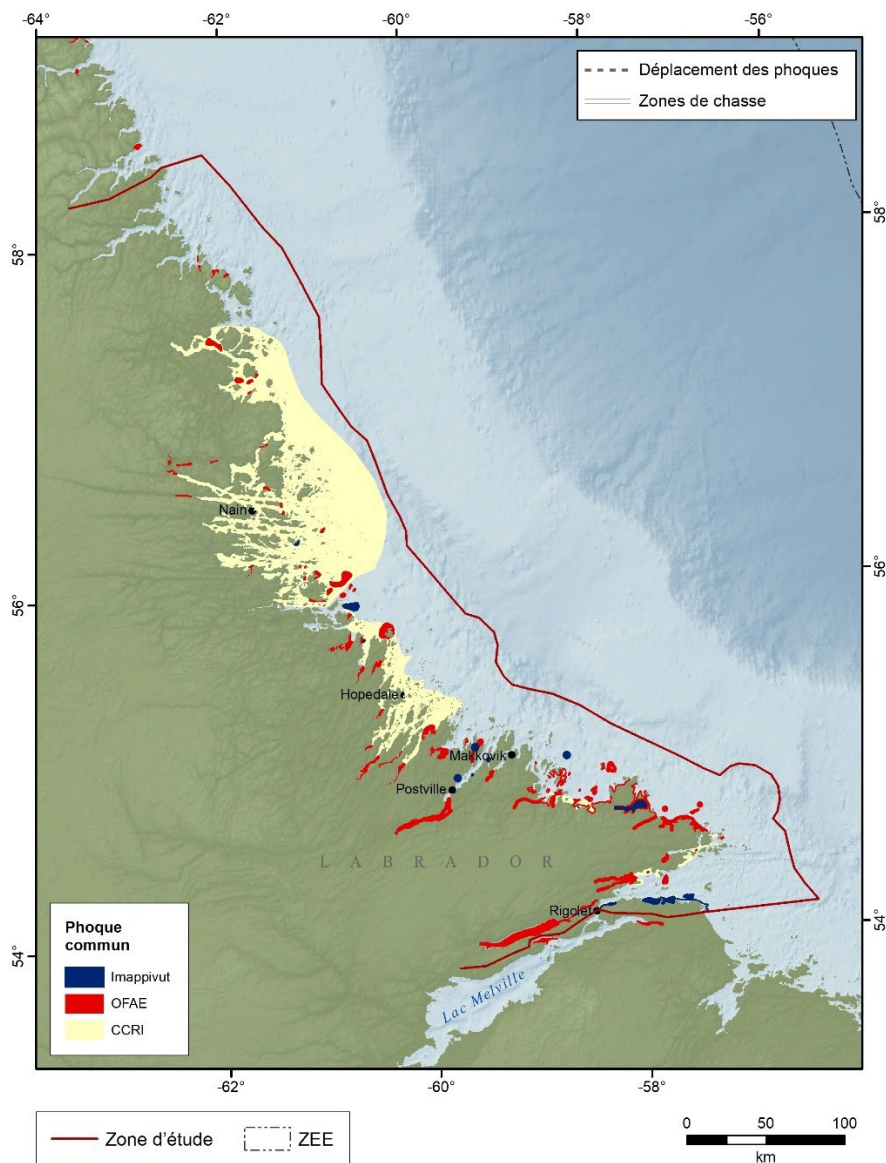 -64°
-62°
-60°
-58°
-56°
Déplacement des phoques
Zones de chasse
58°
58°
56°
56°
54°
54°
Nain
Hopedale
Makkovik
Postville
LABRADOR
Rigolet
Lac Melville
Phoque
commun
Imappivut
OFAE
CCRI
-62°
-60°
-58°
Zone d'étude
ZEE
0
50
100
km